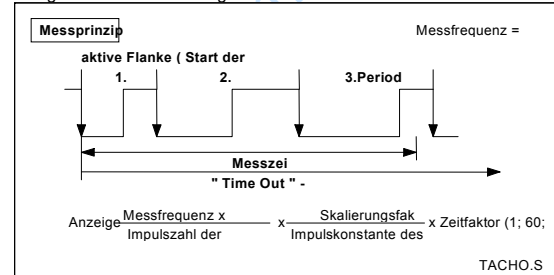 Messprinzip
Messfrequenz =
aktive Flanke ( Start der
1. 2. 3.Period
Messzei
" Time Out " -
Anzeige Messfrequenz x x Skalierungsfak x Zeitfaktor (1; 60;
Impulszahl der Impulskonstante des
TACHO.S